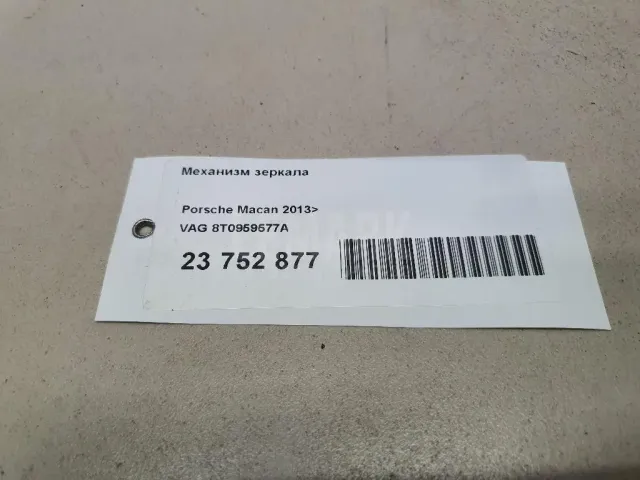 Механизм зеркала
Porsche Macan 2013>
VAG 8T0959577A
23 752 877